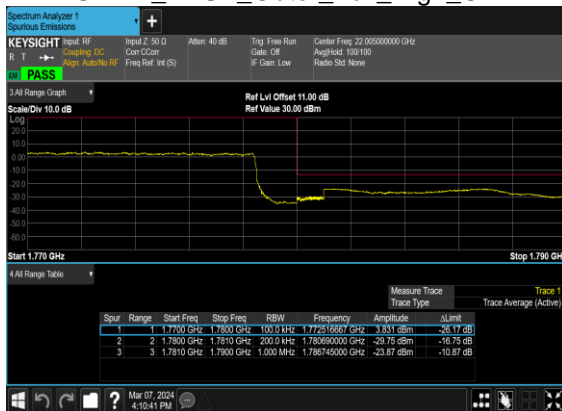 Spectrum Analyzer 1
Spurious Emissions
KEYSIGHT Input: RF
R T
Coupling: DC
Align: Auto/No RF
LW PASS
Input Z: 50 Ω
Corr CCorr
Freq Ref: Int (S)
Atten: 40 dB
Trig: Free Run
Gate: Off
IF Gain: Low
Center Freq: 22.005000000 GHz
Avg|Hold: 100/100
Radio Std: None
3 All Range Graph
Scale/Div 10.0 dB
Ref Lvl Offset 11.00 dB
Ref Value 30.00 dBm
Log
20.0
10.0
0.00
-10.0
-20.0
-30.0
-40.0
-50.0
-60.0
Start 1.770 GHz
Stop 1.790 GH
4 All Range Table
Measure Trace Trace 1
Trace Type Trace Average (Active)
Spur Range Start Freq Stop Freq RBW Frequency Amplitude ΔLimit
1 1 1.7700 GHz 1.7800 GHz 100.0 kHz 1.772516667 GHz 3.831 dBm -26.17 dB
2 2 1.7800 GHz 1.7810 GHz 200.0 kHz 1.780690000 GHz -29.75 dBm -16.75 dB
3 3 1.7810 GHz 1.7900 GHz 1.000 MHz 1.786745000 GHz -23.87 dBm -10.87 dB
Mar 07, 2024
4:10:41 PM